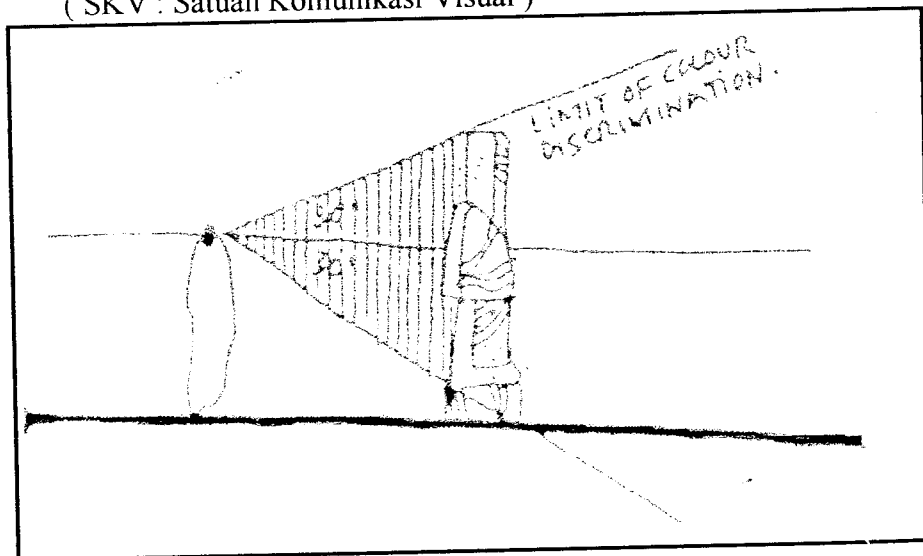 ( SKV : Satuan Komunikasi Visual )
LIMIT OF COLOUR
DISCRIMINATION.